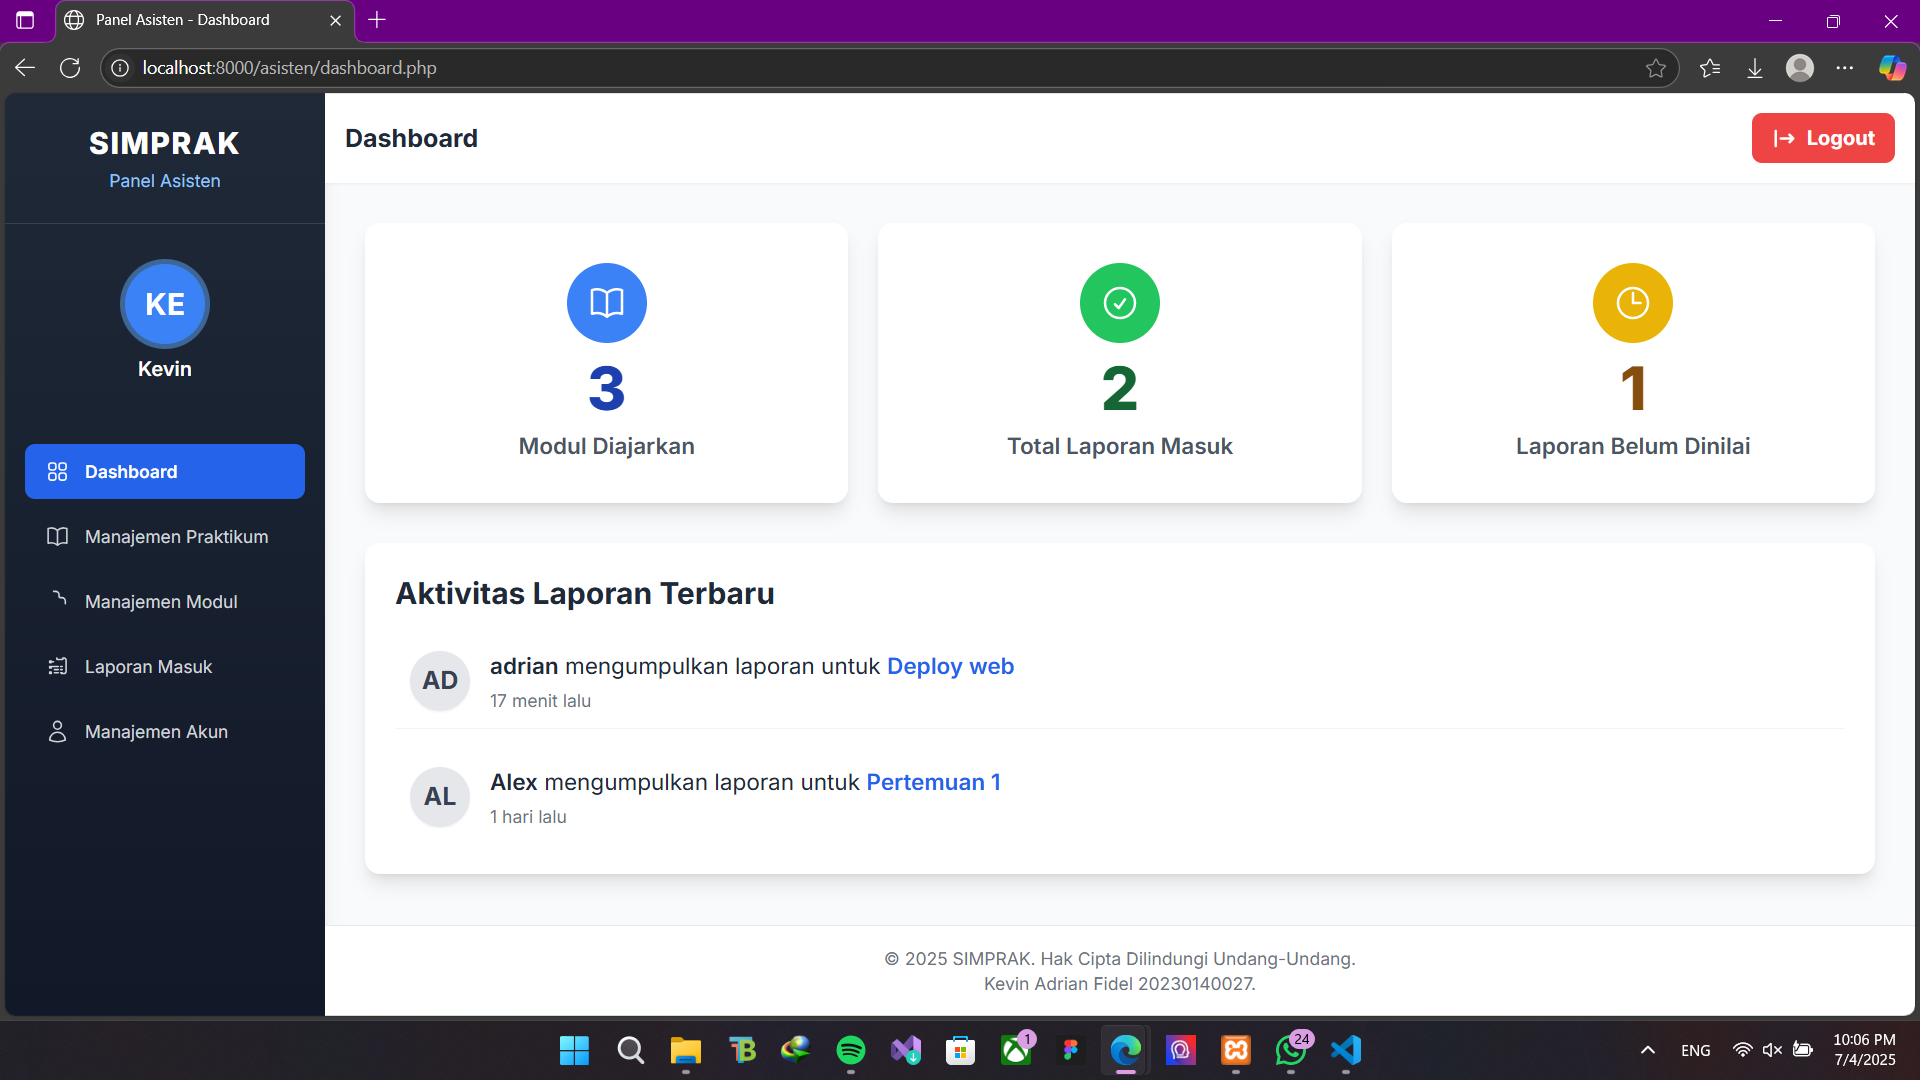 Panel Asisten - Dashboard
localhost:8000/asisten/dashboard.php
SIMPRAK
Panel Asisten
KE
Kevin
Dashboard
Manajemen Praktikum
Manajemen Modul
Laporan Masuk
Manajemen Akun
Dashboard
Logout
3
Modul Diajarkan
2
Total Laporan Masuk
1
Laporan Belum Dinilai
Aktivitas Laporan Terbaru
AD
adrian mengumpulkan laporan untuk Deploy web
17 menit lalu
AL
Alex mengumpulkan laporan untuk Pertemuan 1
1 hari lalu
© 2025 SIMPRAK. Hak Cipta Dilindungi Undang-Undang.
Kevin Adrian Fidel 20230140027.
TB
1
24
ENG
10:06 PM
7/4/2025